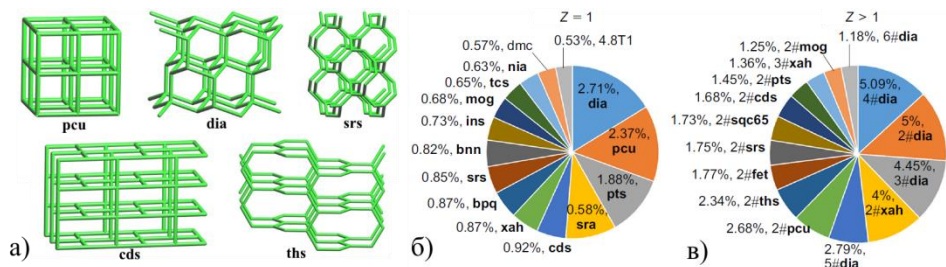 pcu
dia
srs
cds
ths
а)
Z = 1
0.57%, dmc
0.53%, 4.8T1
0.63%, nia
0.65%, tcs
0.68%, mog
0.73%, ins
0.82%, bnn
0.85%, srs
0.87%, bpq
0.87%, xah
0.92%, cds
2.71%,
dia
2.37%,
pcu
1.88%,
pts
0.58%,
sra
б)
Z > 1
1.18%, 6#dia
1.25%, 2#mog
1.36%, 3#xah
1.45%, 2#pts
1.68%, 2#cds
1.73%, 2#sqc65
1.75%, 2#srs
1.77%, 2#fet
2.34%, 2#ths
2.68%, 2#pcu
2.79%,
5#dia
5.09%,
4#dia
5%,
2#dia
4.45%,
3#dia
4%,
2#xah
в)